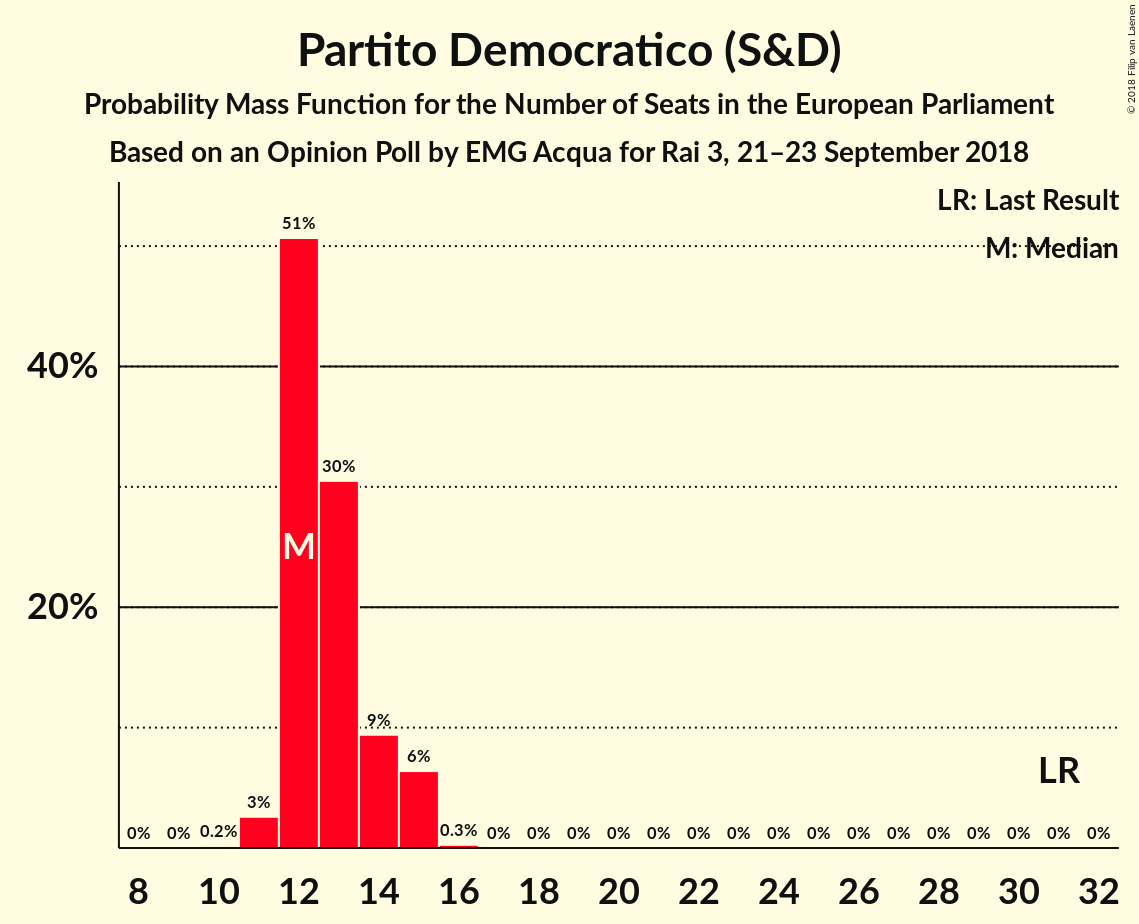 Partito Democratico (S&D)
Probability Mass Function for the Number of Seats in the European Parliament
Based on an Opinion Poll by EMG Acqua for Rai 3, 21–23 September 2018
© 2018 Filip van Laenen
LR: Last Result
M: Median
51%
40%
30%
M
20%
9%
6%
LR
3%
0% 0% 0.2% 0.3% 0% 0% 0% 0% 0% 0% 0% 0% 0% 0% 0% 0% 0% 0% 0% 0%
8 10 12 14 16 18 20 22 24 26 28 30 32